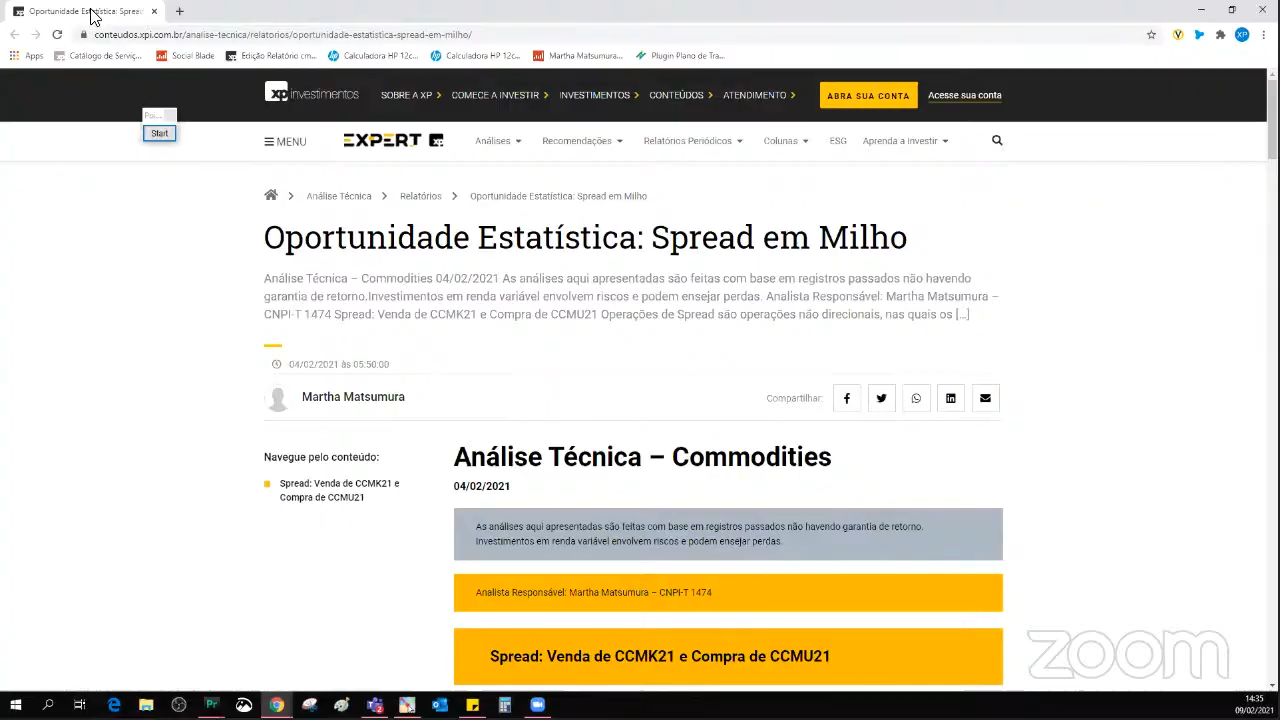 Oportunidade Estatística: Spread
conteudos.xpi.com.br/analise-tecnica/relatorios/oportunidade-estatistica-spread-em-milho/
XP
Apps
Catálogo de Serviç...
Social Blade
Edição Relatório em...
Calculadora HP 12c...
Calculadora HP 12c...
Martha Matsumura...
Plugin Plano de Tra...
xp investimentos
SOBRE A XP
COMECE A INVESTIR
INVESTIMENTOS
CONTEÚDOS
ATENDIMENTO
ABRA SUA CONTA
Acesse sua conta
Poi...
Start
MENU
EXPERT XP
Análises
Recomendações
Relatórios Periódicos
Colunas
ESG
Aprenda a Investir
Análise Técnica
Relatórios
Oportunidade Estatística: Spread em Milho
Oportunidade Estatística: Spread em Milho
Análise Técnica – Commodities 04/02/2021 As análises aqui apresentadas são feitas com base em registros passados não havendo
garantia de retorno.Investimentos em renda variável envolvem riscos e podem ensejar perdas. Analista Responsável: Martha Matsumura –
CNPI-T 1474 Spread: Venda de CCMK21 e Compra de CCMU21 Operações de Spread são operações não direcionais, nas quais os [...]
04/02/2021 às 05:50:00
Martha Matsumura
Compartilhar:
Navegue pelo conteúdo:
Spread: Venda de CCMK21 e
Compra de CCMU21
Análise Técnica – Commodities
04/02/2021
As análises aqui apresentadas são feitas com base em registros passados não havendo garantia de retorno.
Investimentos em renda variável envolvem riscos e podem ensejar perdas.
Analista Responsável: Martha Matsumura – CNPI-T 1474
Spread: Venda de CCMK21 e Compra de CCMU21
zoom
Pr
14:35
09/02/2021